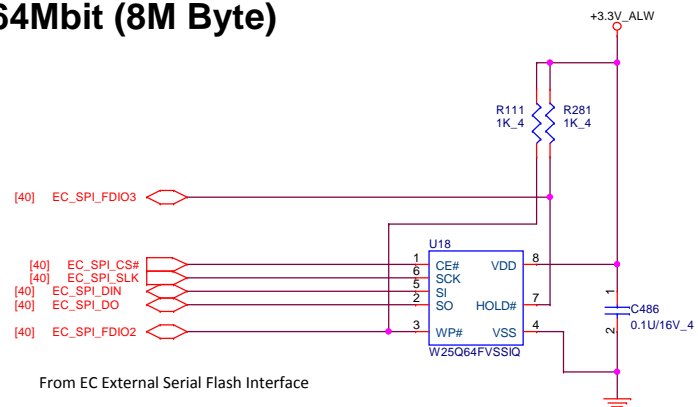 64Mbit (8M Byte)
+3.3V_ALW
R111
1K_4
R281
1K_4
[40] EC_SPI_FDIO3
U18
[40] EC_SPI_CS# 1 CE# VDD 8
[40] EC_SPI_SLK 6 SCK
[40] EC_SPI_DIN 5 SI
[40] EC_SPI_DO 2 SO HOLD# 7
[40] EC_SPI_FDIO2 3 WP# VSS 4
W25Q64FVSSIQ
1
C486
0.1U/16V_4
2
From EC External Serial Flash Interface